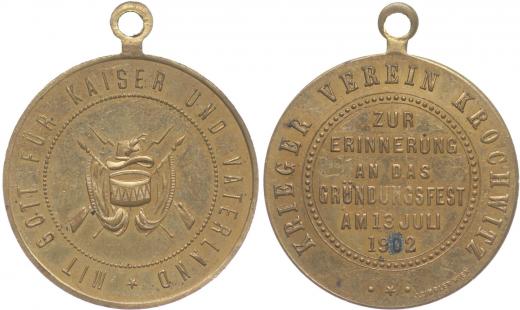 MIT GOTT FÜR KAISER UND VATERLAND
KRIEGER VEREIN KROCHWITZ
ZUR
ERINNERUNG
AN DAS
GRÜNDUNGSFEST
AM 13 JULI
1902